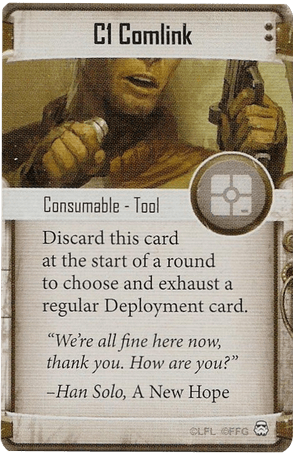 C1 Comlink
Consumable - Tool
Discard this card
at the start of a round
to choose and exhaust a
regular Deployment card.
“We’re all fine here now,
thank you. How are you?”
–Han Solo, A New Hope
©LFL ©FFG